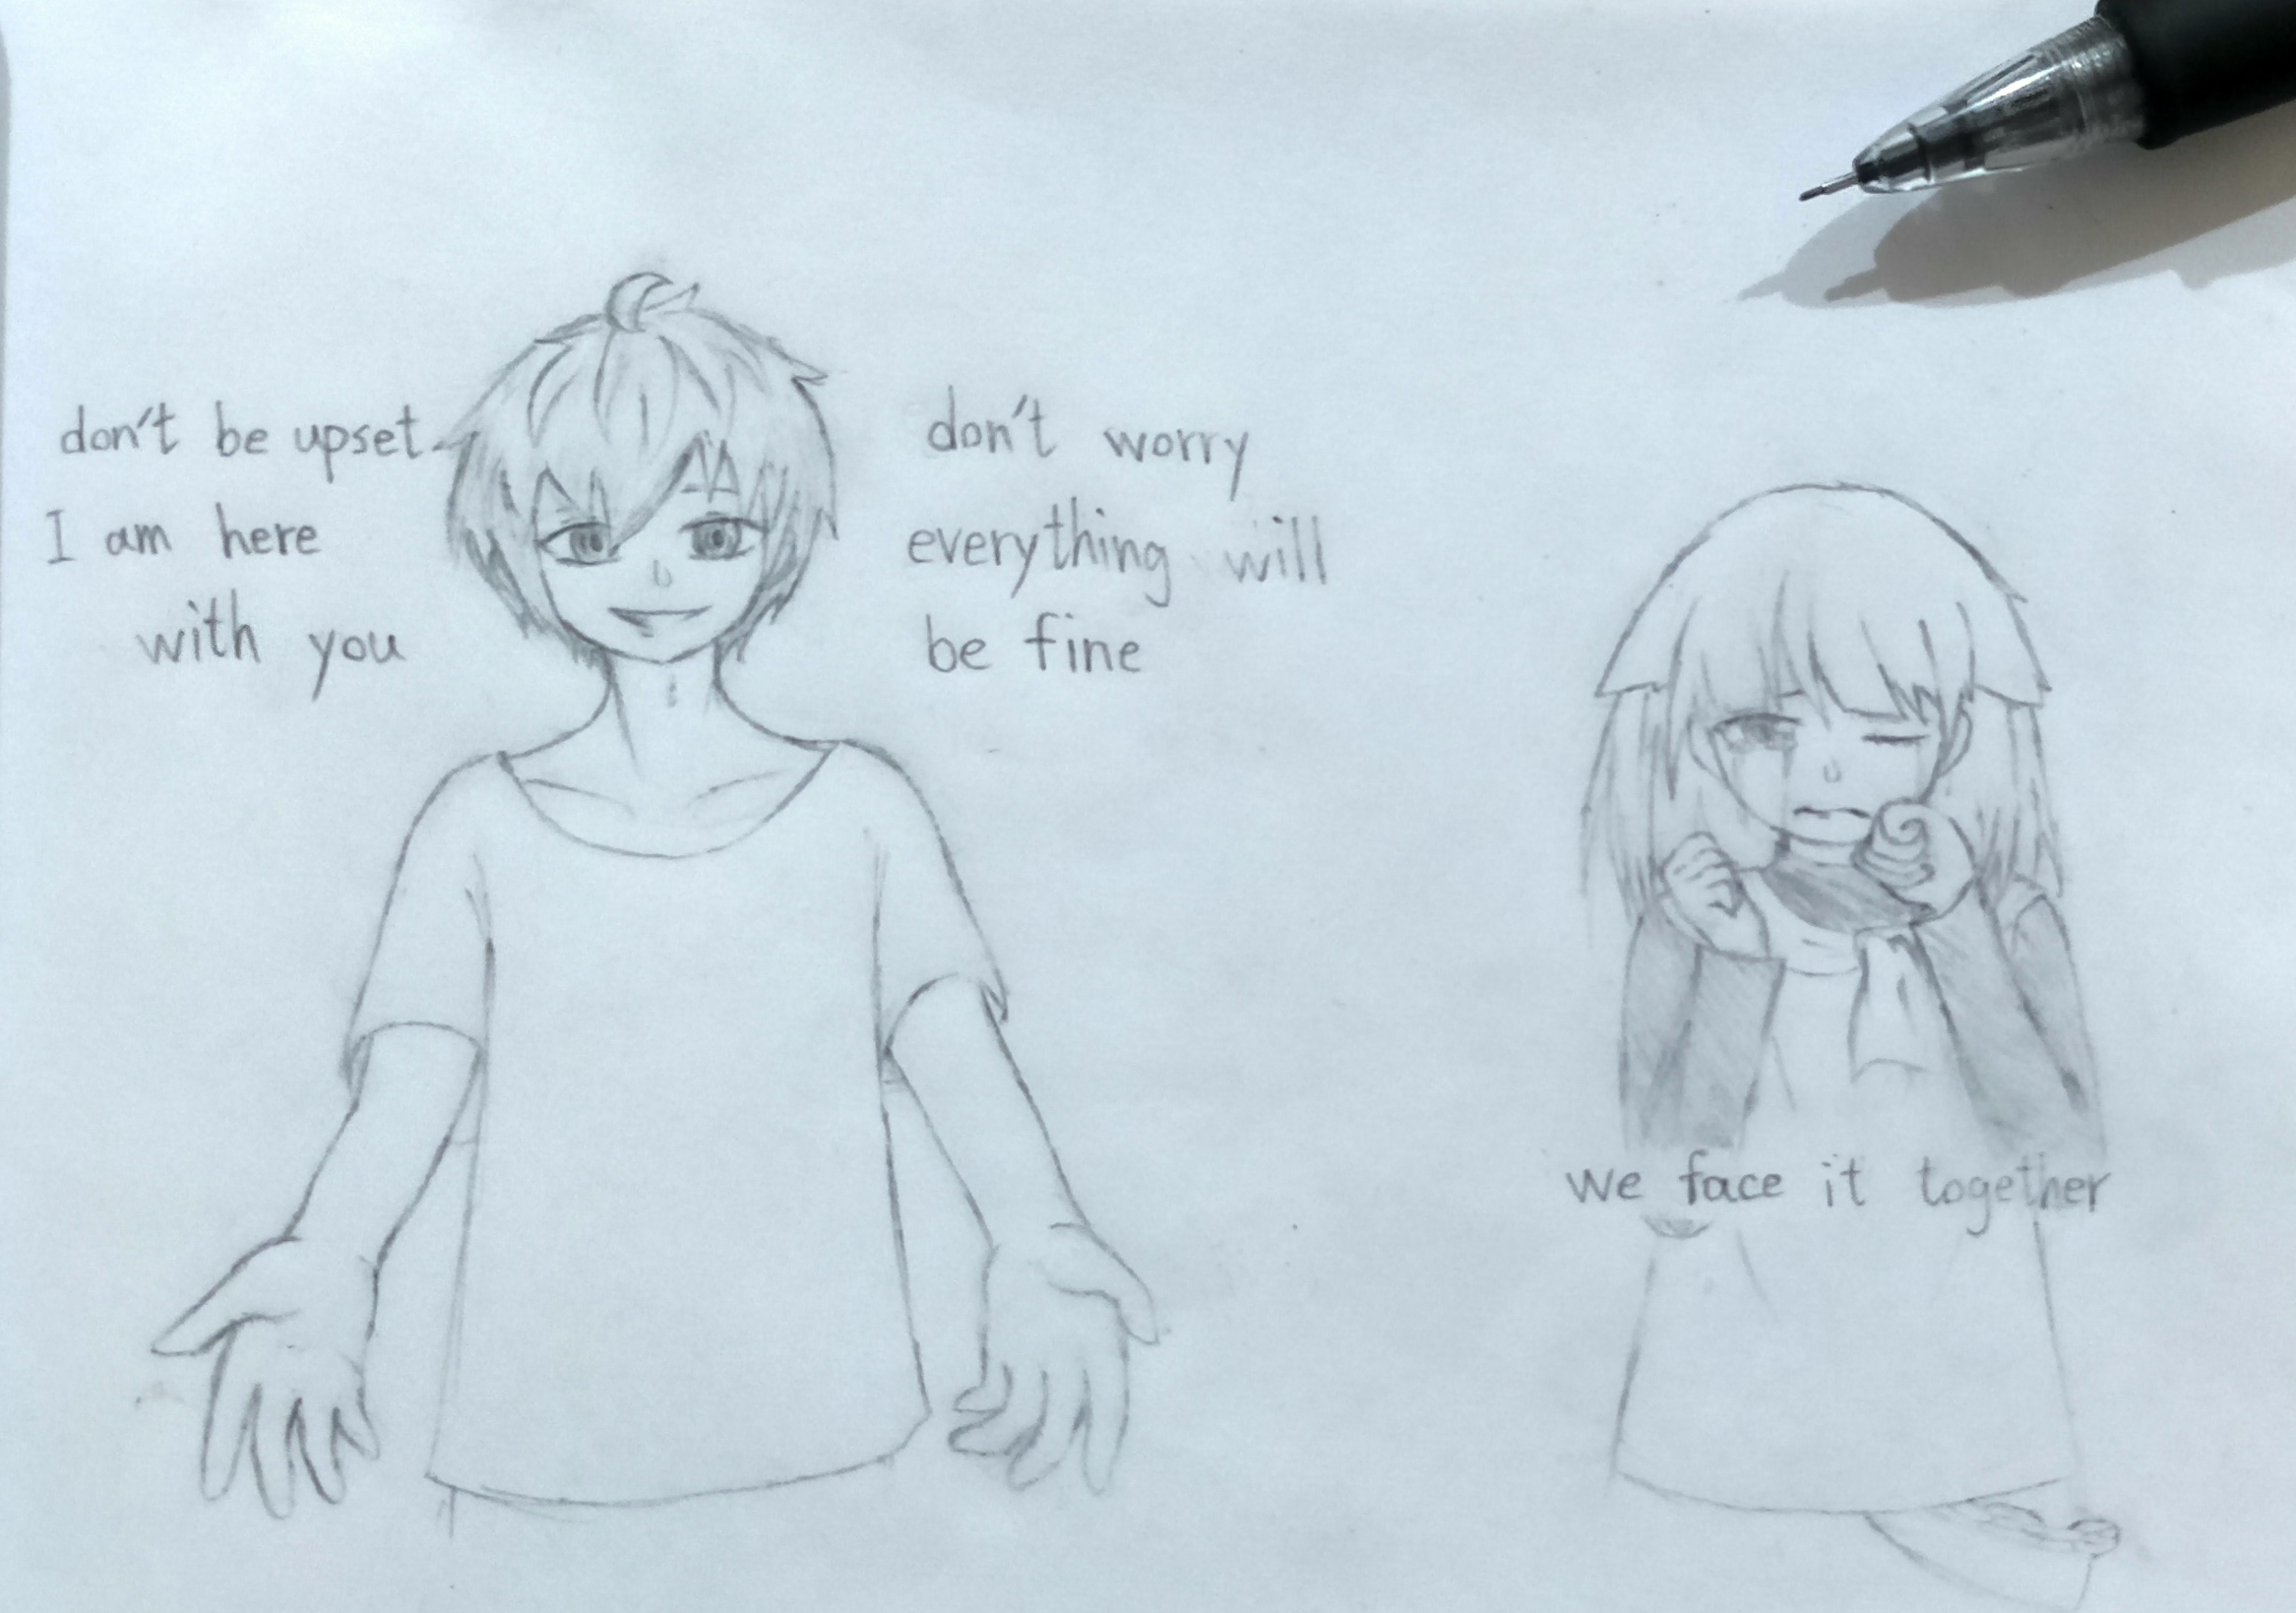 don't be upset
I am here
with you
don't worry
everything will
be fine
we face it together